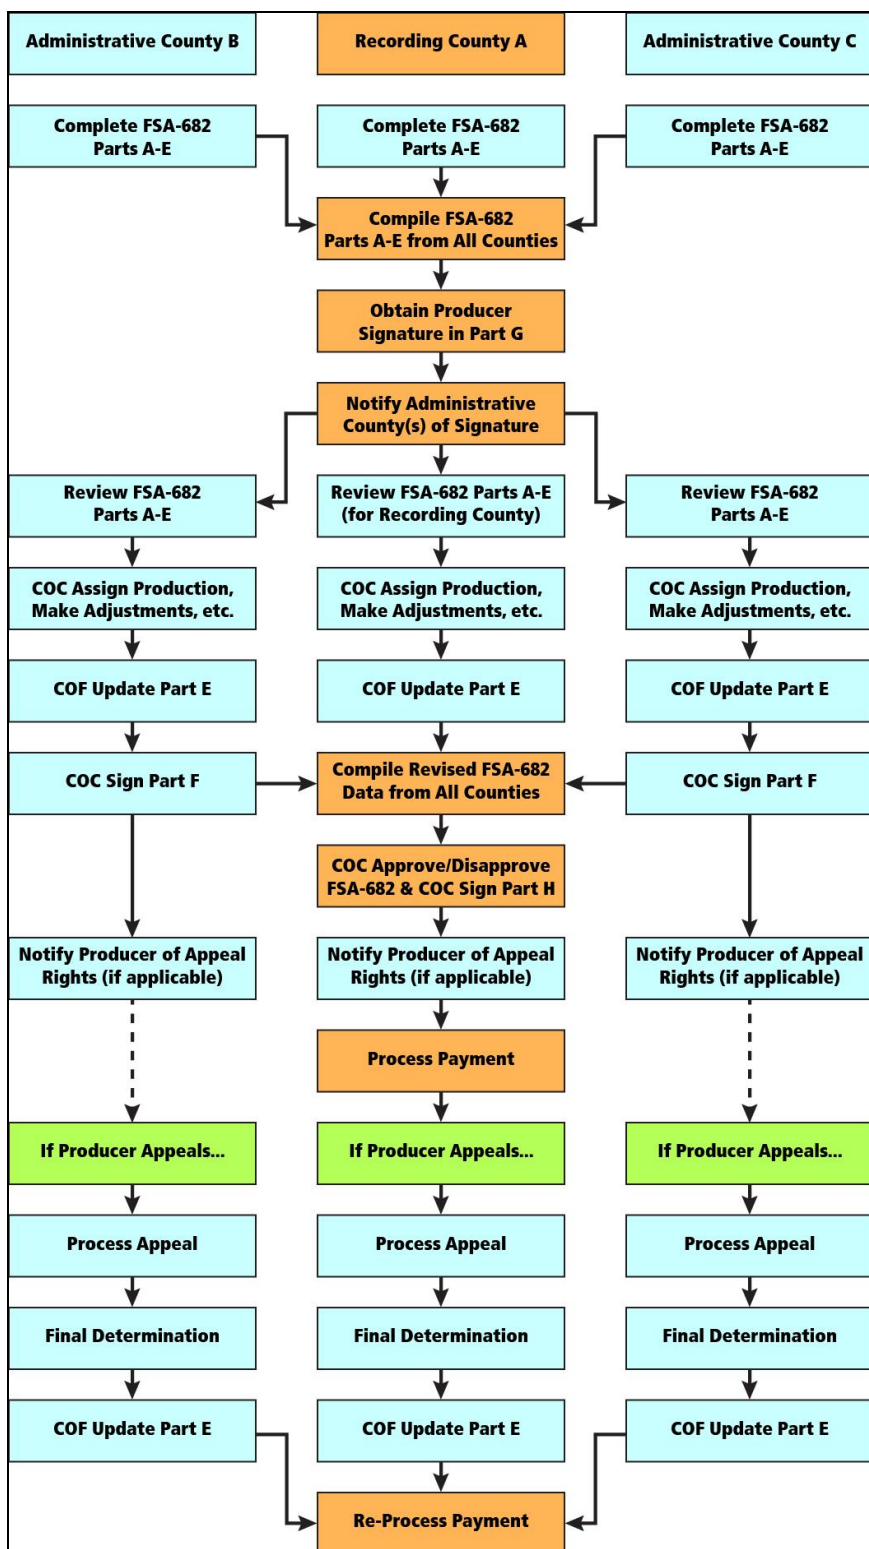 Administrative County B
Recording County A
Administrative County C
Complete FSA-682
Parts A-E
Complete FSA-682
Parts A-E
Complete FSA-682
Parts A-E
Compile FSA-682
Parts A-E from All Counties
Obtain Producer
Signature in Part G
Notify Administrative
County(s) of Signature
Review FSA-682
Parts A-E
Review FSA-682 Parts A-E
(for Recording County)
Review FSA-682
Parts A-E
COC Assign Production,
Make Adjustments, etc.
COC Assign Production,
Make Adjustments, etc.
COC Assign Production,
Make Adjustments, etc.
COF Update Part E
COF Update Part E
COF Update Part E
COC Sign Part F
Compile Revised FSA-682
Data from All Counties
COC Sign Part F
COC Approve/Disapprove
FSA-682 & COC Sign Part H
Notify Producer of Appeal
Rights (if applicable)
Notify Producer of Appeal
Rights (if applicable)
Notify Producer of Appeal
Rights (if applicable)
Process Payment
If Producer Appeals...
If Producer Appeals...
If Producer Appeals...
Process Appeal
Process Appeal
Process Appeal
Final Determination
Final Determination
Final Determination
COF Update Part E
COF Update Part E
COF Update Part E
Re-Process Payment